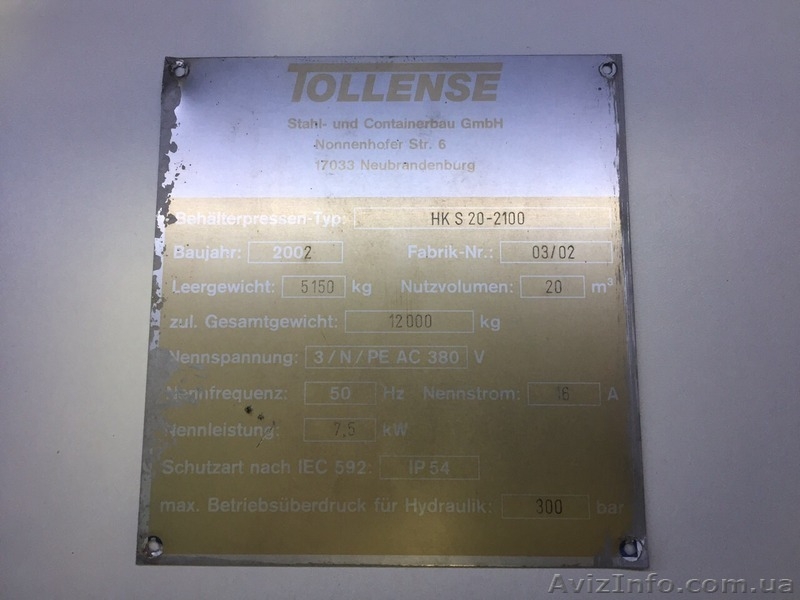 TOLLENSE
Stahl- und Containerbau GmbH
Nonnenhofer Str. 6
17033 Neubrandenburg
Behälterpressen-Typ: HK S 20-2100
Baujahr: 2002 Fabrik-Nr.: 03/02
Leergewicht: 5150 kg Nutzvolumen: 20 m³
zul. Gesamtgewicht: 12000 kg
Nennspannung: 3/N/PE AC 380 V
Nennfrequenz: 50 Hz Nennstrom: 16 A
Nennleistung: 7,5 kW
Schutzart nach IEC 592: IP 54
max. Betriebsüberdruck für Hydraulik: 300 bar
AvizInfo.com.ua